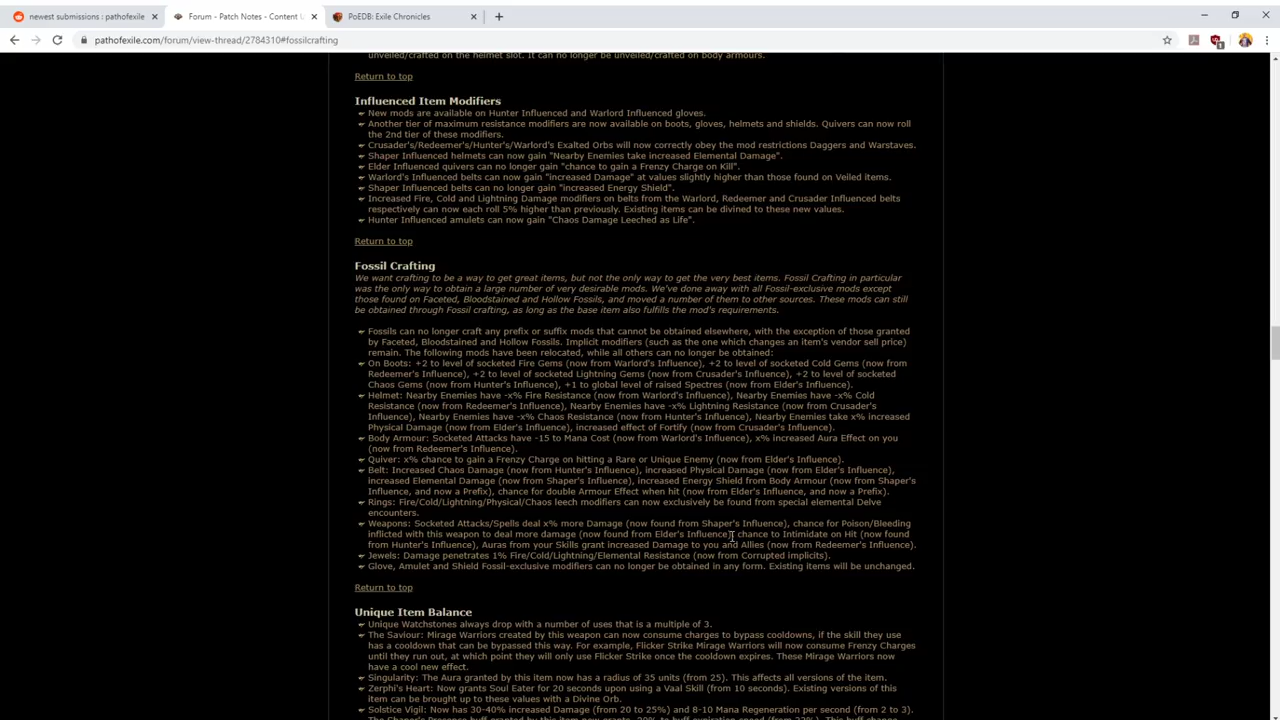 newest submissions : pathofexile
Forum - Patch Notes - Content U
PoEDB: Exile Chronicles
pathofexile.com/forum/view-thread/2784310#fossilcrafting
unveiled/crafted on the helmet slot. It can no longer be unveiled/crafted on body armours.
Return to top
Influenced Item Modifiers
New mods are available on Hunter Influenced and Warlord Influenced gloves.
Another tier of maximum resistance modifiers are now available on boots, gloves, helmets and shields. Quivers can now roll
the 2nd tier of these modifiers.
Crusader's/Redeemer's/Hunter's/Warlord's Exalted Orbs will now correctly obey the mod restrictions Daggers and Warstaves.
Shaper Influenced helmets can now gain "Nearby Enemies take increased Elemental Damage".
Elder Influenced quivers can no longer gain "chance to gain a Frenzy Charge on Kill".
Warlord's Influenced belts can now gain "increased Damage" at values slightly higher than those found on Veiled items.
Shaper Influenced belts can no longer gain "increased Energy Shield".
Increased Fire, Cold and Lightning Damage modifiers on belts from the Warlord, Redeemer and Crusader Influenced belts
respectively can now each roll 5% higher than previously. Existing items can be divined to these new values.
Hunter Influenced amulets can now gain "Chaos Damage Leeched as Life".
Return to top
Fossil Crafting
We want crafting to be a way to get great items, but not the only way to get the very best items. Fossil Crafting in particular
was the only way to obtain a large number of very desirable mods. We've done away with all Fossil-exclusive mods except
those found on Faceted, Bloodstained and Hollow Fossils, and moved a number of them to other sources. These mods can still
be obtained through Fossil crafting, as long as the base item also fulfills the mod's requirements.
Fossils can no longer craft any prefix or suffix mods that cannot be obtained elsewhere, with the exception of those granted
by Faceted, Bloodstained and Hollow Fossils. Implicit modifiers (such as the one which changes an item's vendor sell price)
remain. The following mods have been relocated, while all others can no longer be obtained:
On Boots: +2 to level of socketed Fire Gems (now from Warlord's Influence), +2 to level of socketed Cold Gems (now from
Redeemer's Influence), +2 to level of socketed Lightning Gems (now from Crusader's Influence), +2 to level of socketed
Chaos Gems (now from Hunter's Influence), +1 to global level of raised Spectres (now from Elder's Influence).
Helmet: Nearby Enemies have -x% Fire Resistance (now from Warlord's Influence), Nearby Enemies have -x% Cold
Resistance (now from Redeemer's Influence), Nearby Enemies have -x% Lightning Resistance (now from Crusader's
Influence), Nearby Enemies have -x% Chaos Resistance (now from Hunter's Influence), Nearby Enemies take x% increased
Physical Damage (now from Elder's Influence), increased effect of Fortify (now from Crusader's Influence).
Body Armour: Socketed Attacks have -15 to Mana Cost (now from Warlord's Influence), x% increased Aura Effect on you
(now from Redeemer's Influence).
Quiver: x% chance to gain a Frenzy Charge on hitting a Rare or Unique Enemy (now from Elder's Influence).
Belt: Increased Chaos Damage (now from Hunter's Influence), increased Physical Damage (now from Elder's Influence),
increased Elemental Damage (now from Shaper's Influence), increased Energy Shield from Body Armour (now from Shaper's
Influence, and now a Prefix), chance for double Armour Effect when hit (now from Elder's Influence, and now a Prefix).
Rings: Fire/Cold/Lightning/Physical/Chaos leech modifiers can now exclusively be found from special elemental Delve
encounters.
Weapons: Socketed Attacks/Spells deal x% more Damage (now found from Shaper's Influence), chance for Poison/Bleeding
inflicted with this weapon to deal more damage (now found from Elder's Influence), chance to Intimidate on Hit (now found
from Hunter's Influence), Auras from your Skills grant increased Damage to you and Allies (now from Redeemer's Influence).
Jewels: Damage penetrates 1% Fire/Cold/Lightning/Elemental Resistance (now from Corrupted implicits).
Glove, Amulet and Shield Fossil-exclusive modifiers can no longer be obtained in any form. Existing items will be unchanged.
Return to top
Unique Item Balance
Unique Watchstones always drop with a number of uses that is a multiple of 3.
The Saviour: Mirage Warriors created by this weapon can now consume charges to bypass cooldowns, if the skill they use
has a cooldown that can be bypassed this way. For example, Flicker Strike Mirage Warriors will now consume Frenzy Charges
until they run out, at which point they will only use Flicker Strike once the cooldown expires. These Mirage Warriors now
have a cool new effect.
Singularity: The Aura granted by this item now has a radius of 35 units (from 25). This affects all versions of the item.
Zerphi's Heart: Now grants Soul Eater for 20 seconds upon using a Vaal Skill (from 10 seconds). Existing versions of this
item can be brought up to these values with a Divine Orb.
Solstice Vigil: Now has 30-40% increased Damage (from 20 to 25%) and 8-10 Mana Regeneration per second (from 2 to 3).